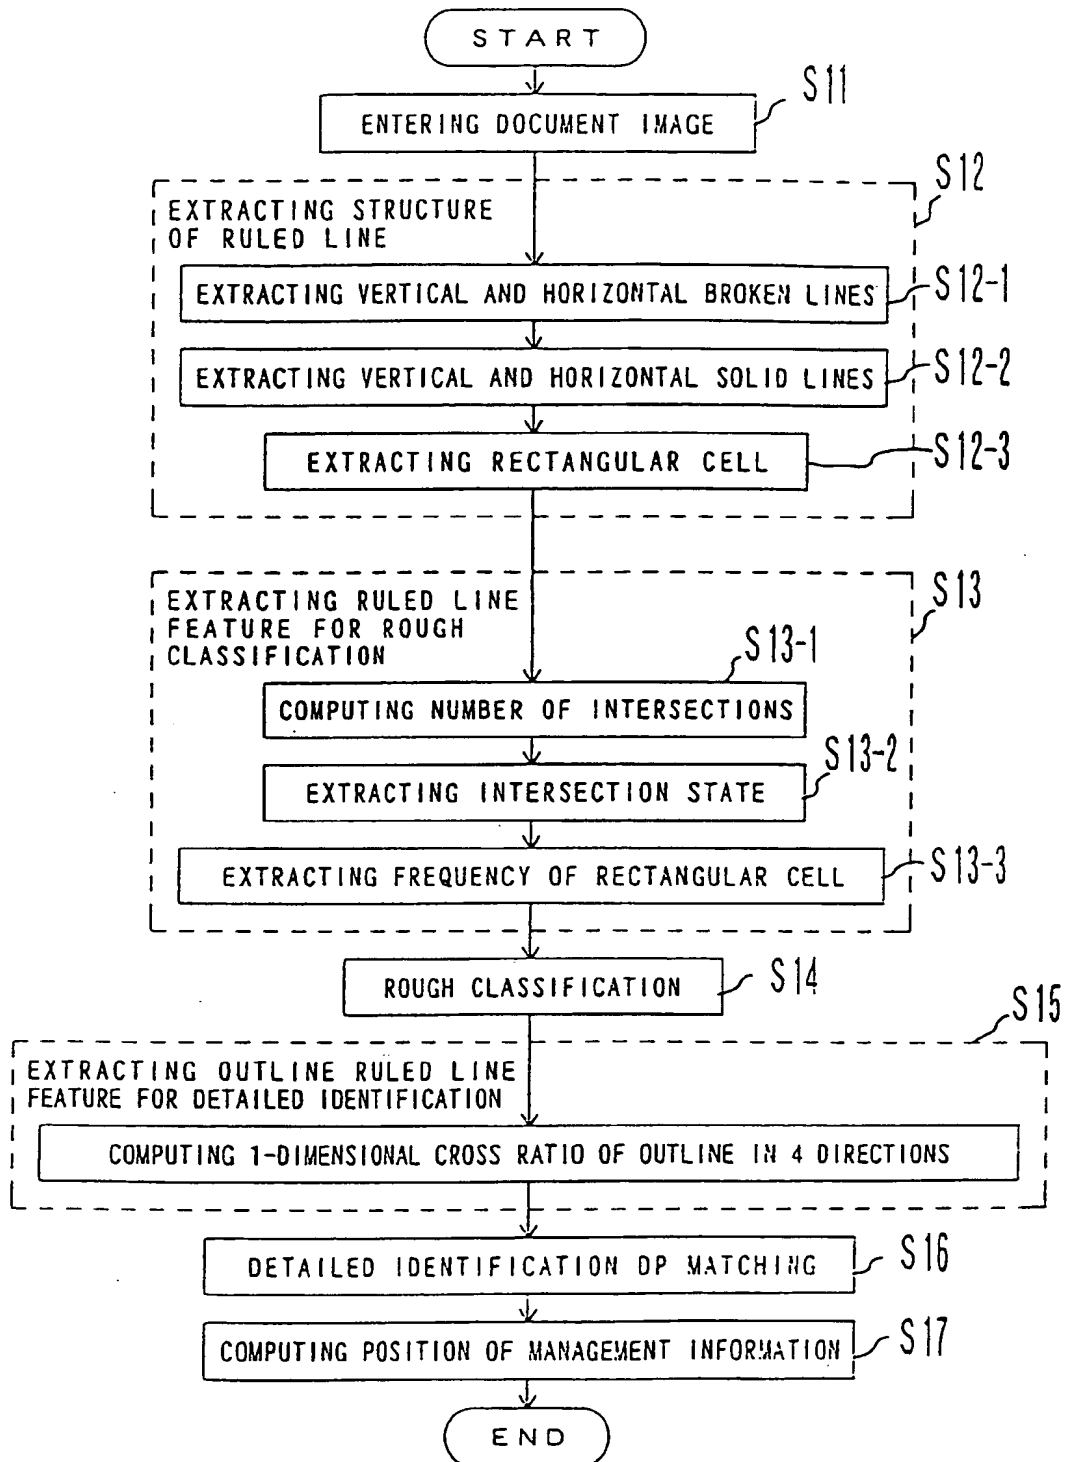 START
S11
ENTERING DOCUMENT IMAGE
S12
EXTRACTING STRUCTURE
OF RULED LINE
EXTRACTING VERTICAL AND HORIZONTAL BROKEN LINES
S12-1
EXTRACTING VERTICAL AND HORIZONTAL SOLID LINES
S12-2
EXTRACTING RECTANGULAR CELL
S12-3
S13
EXTRACTING RULED LINE
FEATURE FOR ROUGH
CLASSIFICATION
S13-1
COMPUTING NUMBER OF INTERSECTIONS
S13-2
EXTRACTING INTERSECTION STATE
EXTRACTING FREQUENCY OF RECTANGULAR CELL
S13-3
ROUGH CLASSIFICATION
S14
S15
EXTRACTING OUTLINE RULED LINE
FEATURE FOR DETAILED IDENTIFICATION
COMPUTING 1-DIMENSIONAL CROSS RATIO OF OUTLINE IN 4 DIRECTIONS
DETAILED IDENTIFICATION DP MATCHING
S16
COMPUTING POSITION OF MANAGEMENT INFORMATION
S17
END